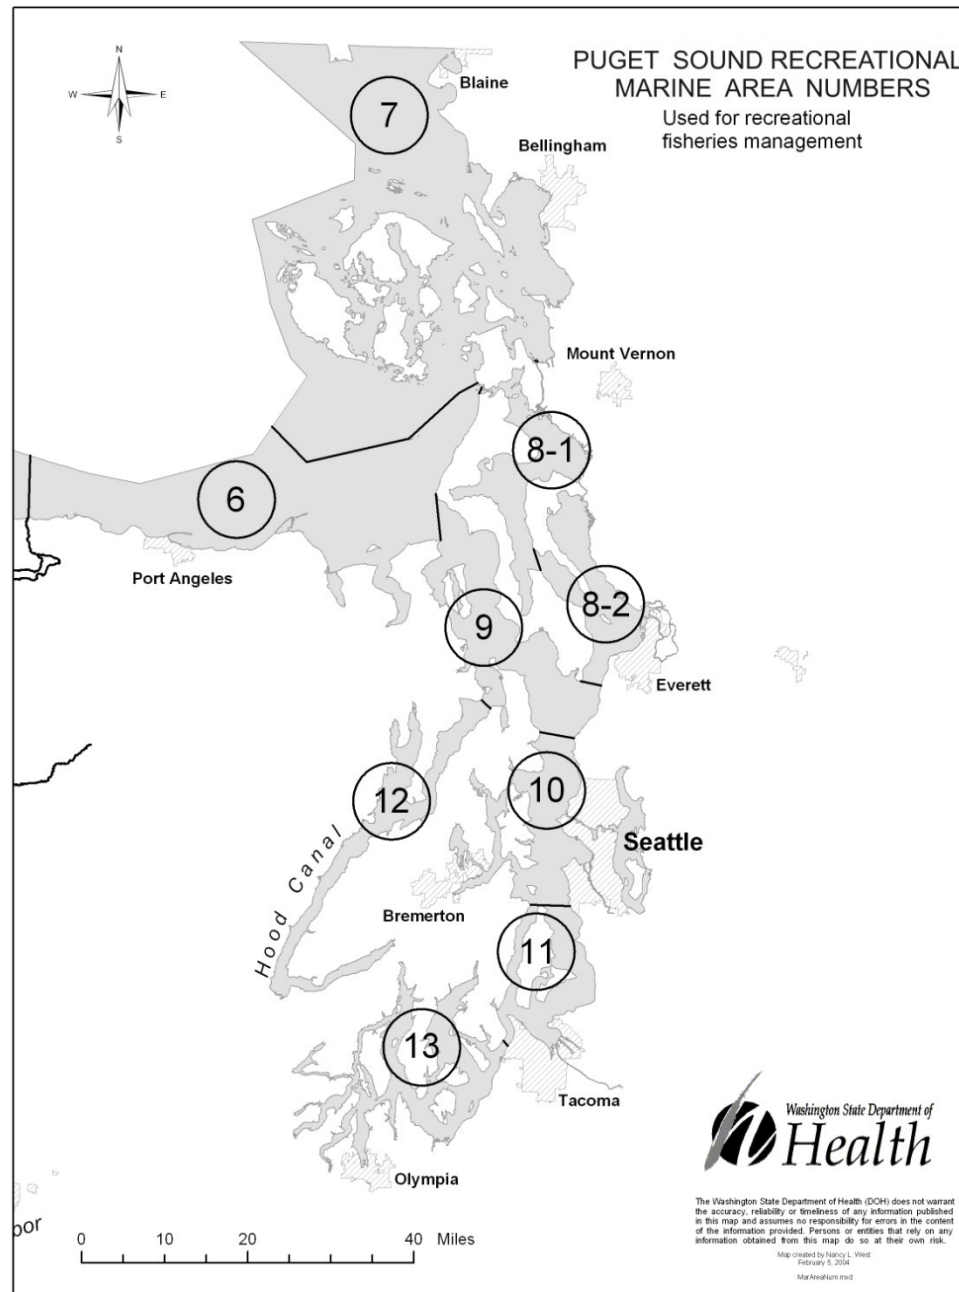 PUGET SOUND RECREATIONAL
MARINE AREA NUMBERS
Used for recreational
fisheries management
N
W
E
S
7
Blaine
Bellingham
Mount Vernon
8-1
6
Port Angeles
9
8-2
Everett
12
10
Seattle
Hood Canal
Bremerton
11
13
Tacoma
Olympia
bor
0 20 40 Miles
Washington State Department of
Health
The Washington State Department of Health (DOH) does not warrant
the accuracy, reliability or timeliness of any information published
in this map and assumes no responsibility for errors in the content
of the information provided. Persons or entities that rely on any
information obtained from this map do so at their own risk.
Map created by Nancy L. West
February 5, 2004
MarAreaNum.mxd